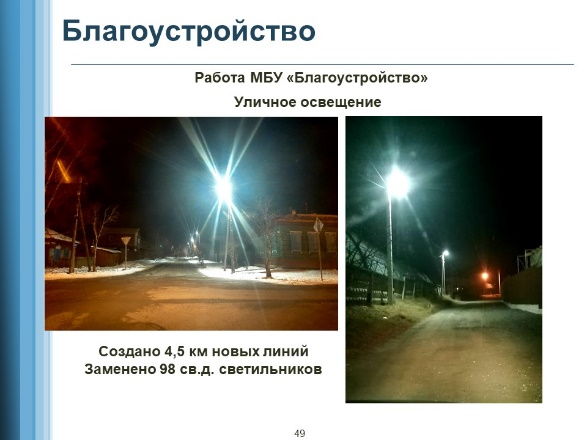 Благоустройство
Работа МБУ «Благоустройство»
Уличное освещение
Создано 4,5 км новых линий
Заменено 98 св.д. светильников
49